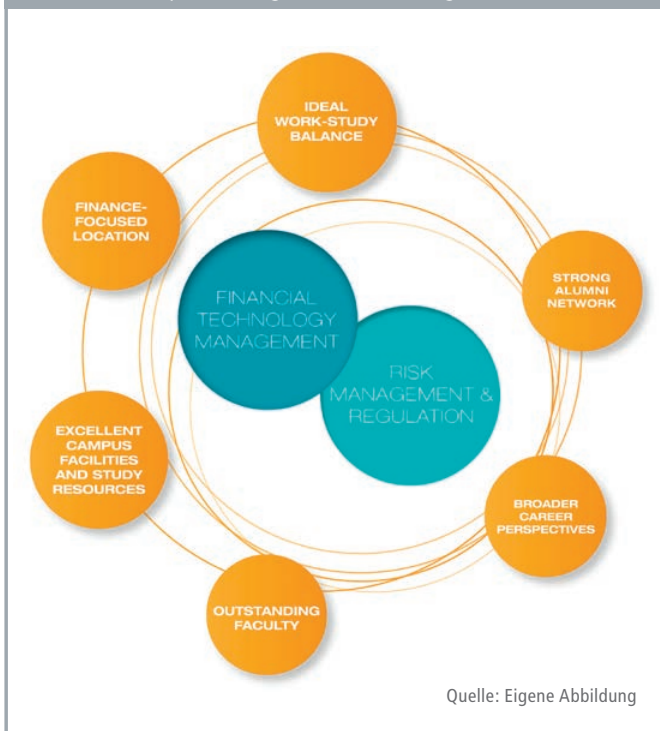 IDEAL
WORK-STUDY
BALANCE
FINANCE-
FOCUSED
LOCATION
STRONG
ALUMNI
NETWORK
FINANCIAL
TECHNOLOGY
MANAGEMENT
RISK
MANAGEMENT &
REGULATION
EXCELLENT
CAMPUS
FACILITIES
AND STUDY
RESOURCES
BROADER
CAREER
PERSPECTIVES
OUTSTANDING
FACULTY
Quelle: Eigene Abbildung